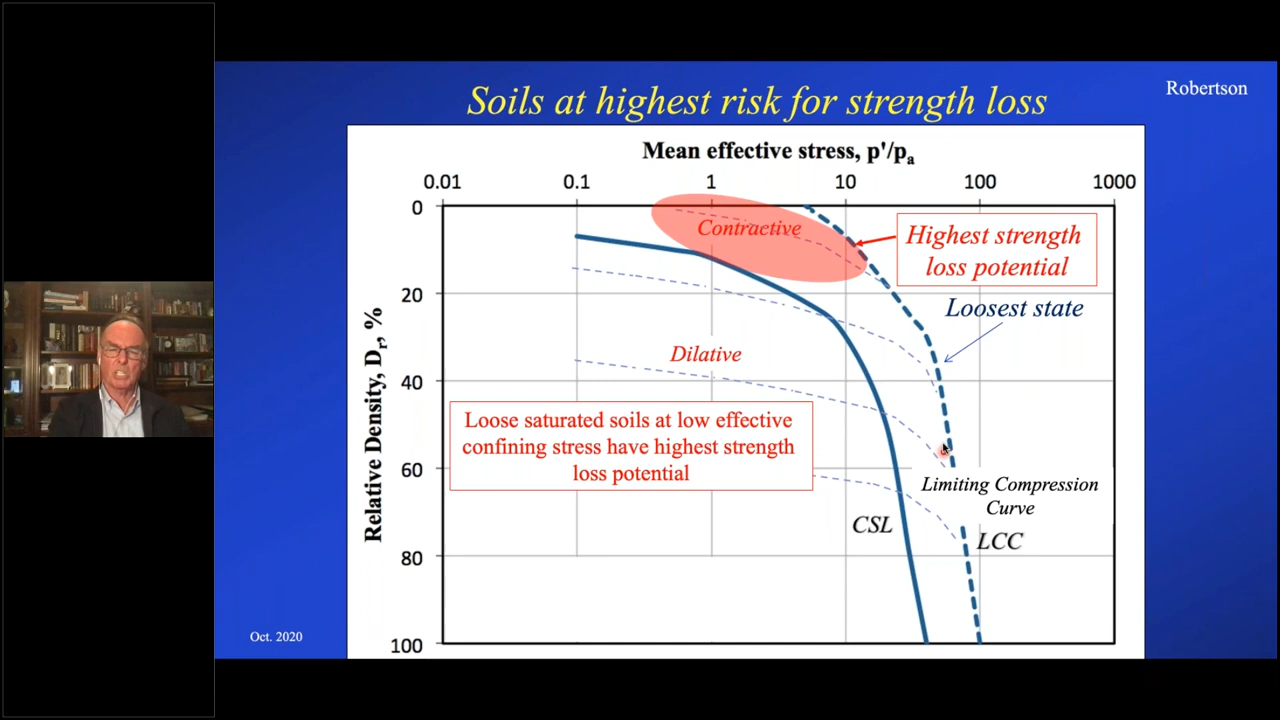 Soils at highest risk for strength loss
Robertson
Mean effective stress, p'/pa
0.01 0.1 1 10 100 1000
Relative Density, Dr, %
0
20
40
60
80
100
Contractive
Highest strength
loss potential
Loosest state
Dilative
Loose saturated soils at low effective
confining stress have highest strength
loss potential
Limiting Compression
Curve
CSL
LCC
Oct. 2020